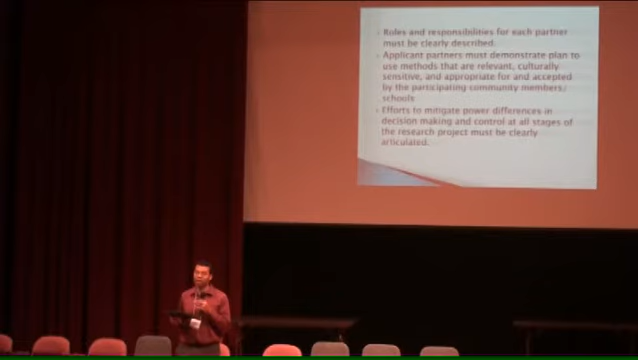 Roles and responsibilities for each partner
must be clearly described.
Applicant partners must demonstrate plan to
use methods that are relevant, culturally
sensitive, and appropriate for and accepted
by the participating community members/
schools
Efforts to mitigate power differences in
decision making and control at all stages of
the research project must be clearly
articulated.